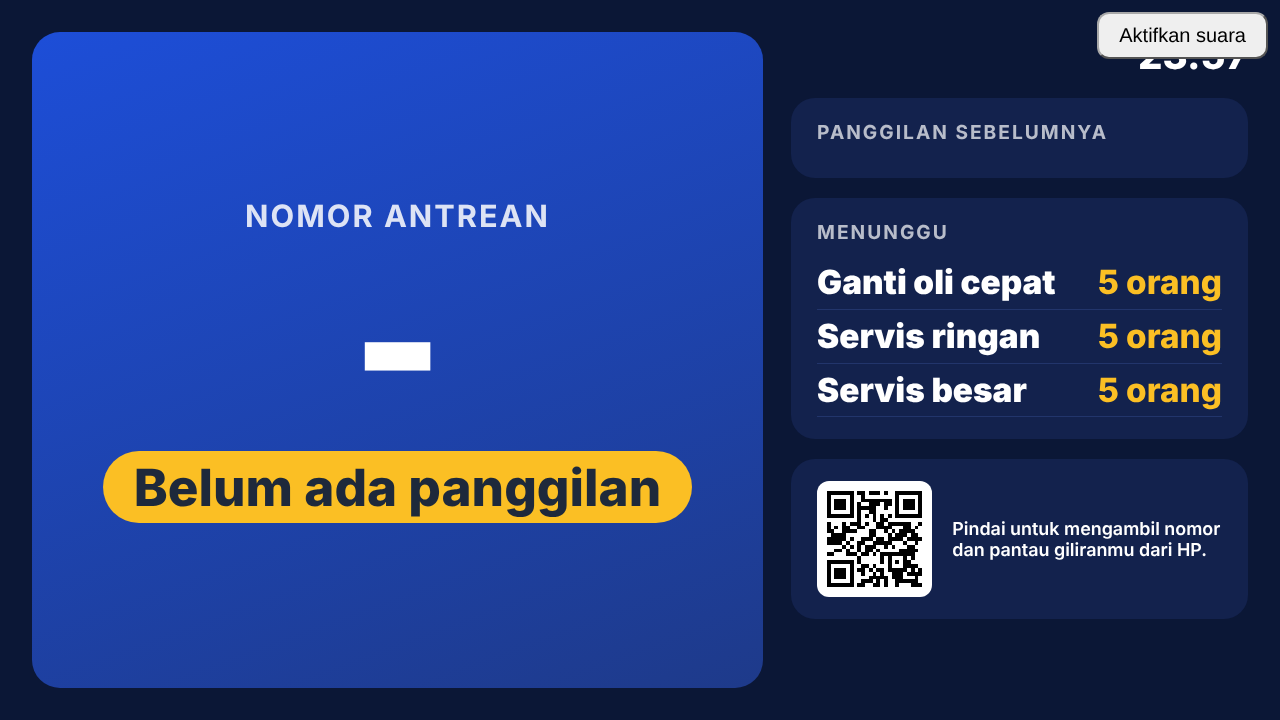 Aktifkan suara
NOMOR ANTREAN
-
Belum ada panggilan
PANGGILAN SEBELUMNYA
MENUNGGU
Ganti oli cepat 5 orang
Servis ringan 5 orang
Servis besar 5 orang
Pindai untuk mengambil nomor
dan pantau giliranmu dari HP.